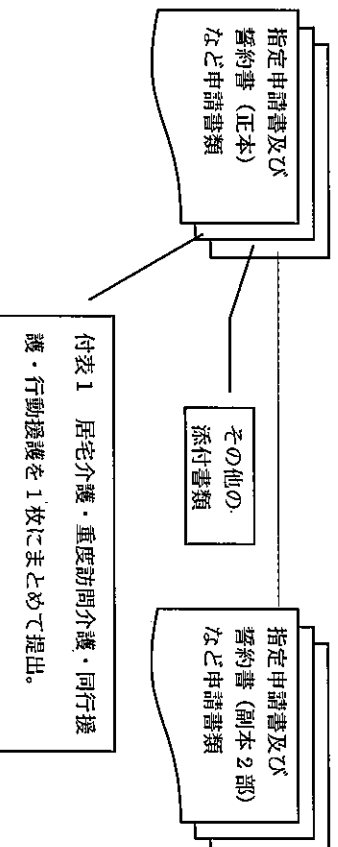 指定申請書及び
誓約書（正本）
など申請書類
その他の
添付書類
付表１　居宅介護・重度訪問介護・同行援
護・行動援護を１枚にまとめて提出。
指定申請書及び
誓約書（副本２部）
など申請書類